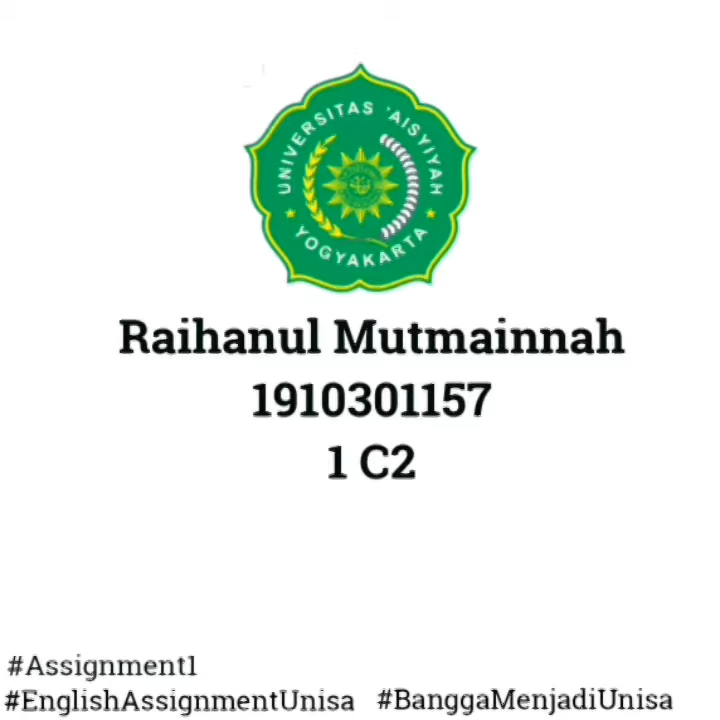 UNIVERSITAS 'AISYIYAH
YOGYAKARTA
Raihanul Mutmainnah
1910301157
1 C2
#Assignment1
#EnglishAssignmentUnisa #BanggaMenjadiUnisa